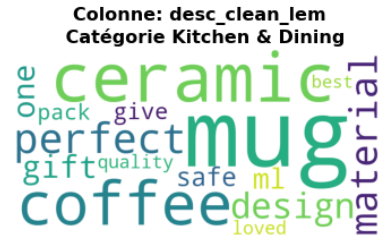 Colonne: desc_clean_lem
Catégorie Kitchen & Dining
one
ceramic
best
pack
give
material
perfect
mug
gift
quality
safe
ml
coffee
design
loved